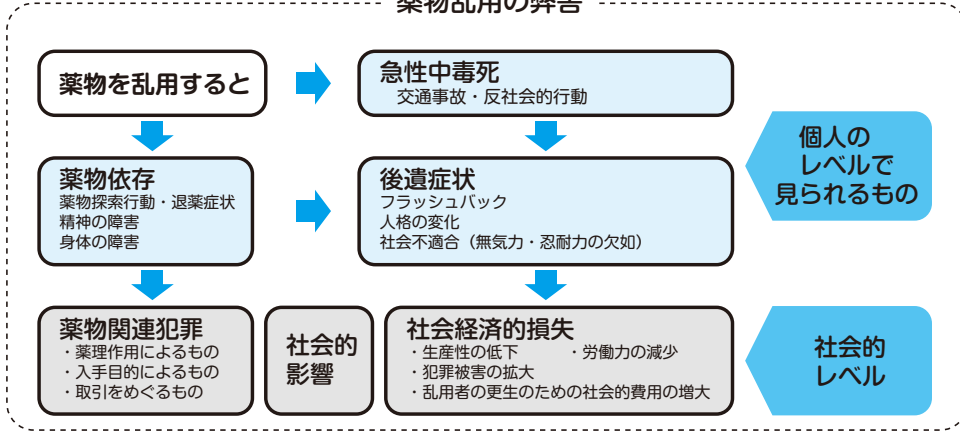 薬物乱用の弊害
薬物を乱用すると
急性中毒死
交通事故・反社会的行動
個人の
レベルで
見られるもの
薬物依存
薬物探索行動・退薬症状
精神の障害
身体の障害
後遺症状
フラッシュバック
人格の変化
社会不適合（無気力・忍耐力の欠如）
薬物関連犯罪
・薬理作用によるもの
・入手目的によるもの
・取引をめぐるもの
社会的
影響
社会経済的損失
・生産性の低下　・労働力の減少
・犯罪被害の拡大
・乱用者の更生のための社会的費用の増大
社会的
レベル